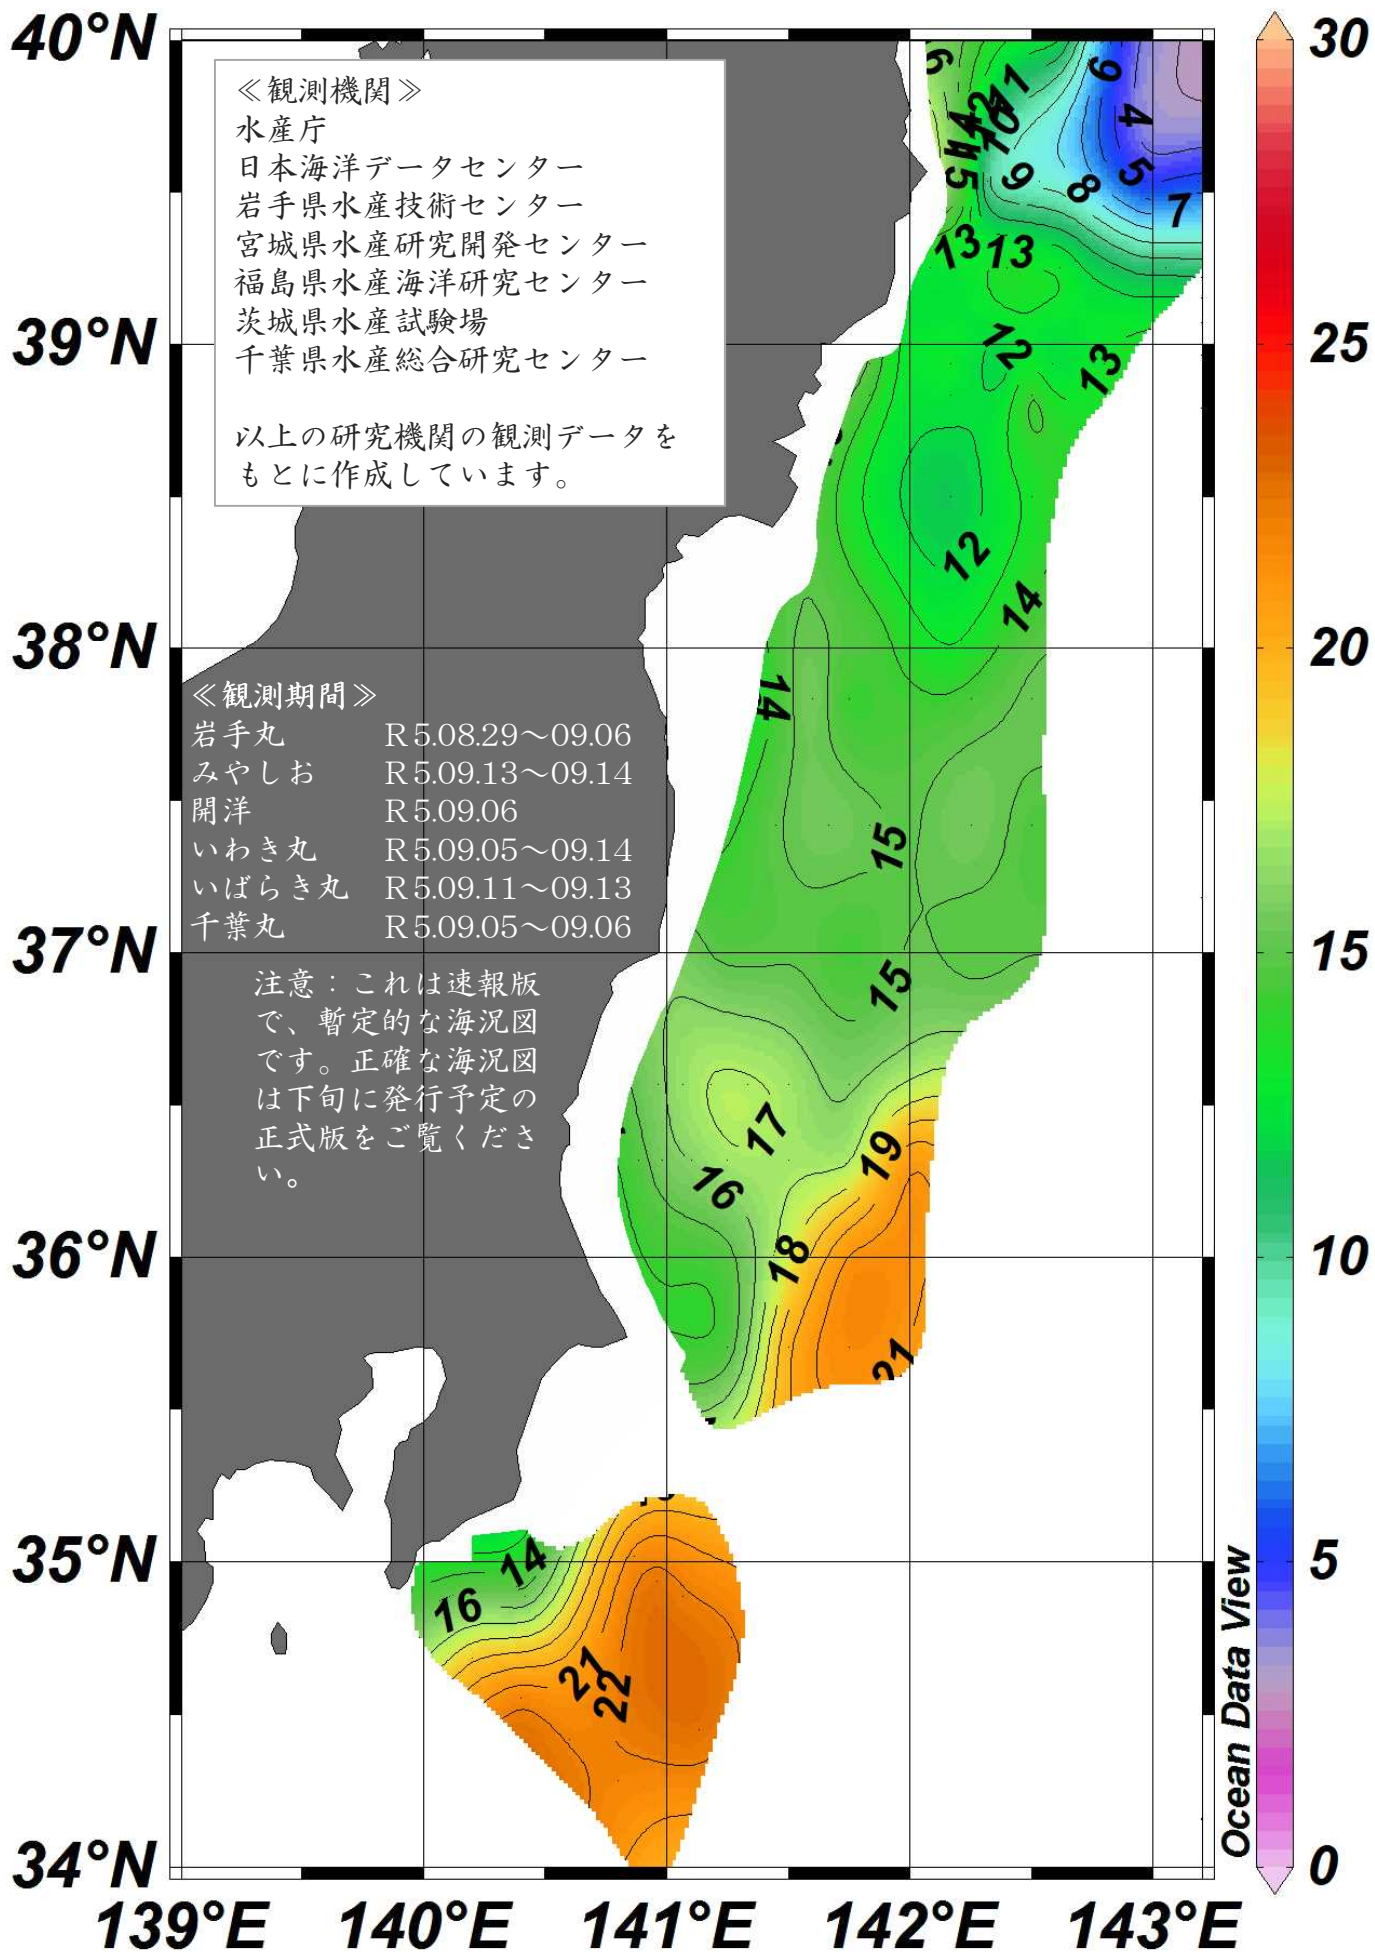 40°N
39°N
38°N
37°N
36°N
35°N
34°N
139°E
140°E
141°E
142°E
143°E
≪観測機関≫
水産庁
日本海洋データセンター
岩手県水産技術センター
宮城県水産研究開発センター
福島県水産海洋研究センター
茨城県水産試験場
千葉県水産総合研究センター
以上の研究機関の観測データを
もとに作成しています。
≪観測期間≫
岩手丸 R5.08.29～09.06
みやしお R5.09.13～09.14
開洋 R5.09.06
いわき丸 R5.09.05～09.14
いばらき丸 R5.09.11～09.13
千葉丸 R5.09.05～09.06
注意：これは速報版
で、暫定的な海況図
です。正確な海況図
は下旬に発行予定の
正式版をご覧くださ
い。
11
9
4
5
10
9
8
7
13
13
12
13
12
14
14
15
15
17
16
19
18
21
14
16
21
22
30
25
20
15
10
5
0
Ocean Data View